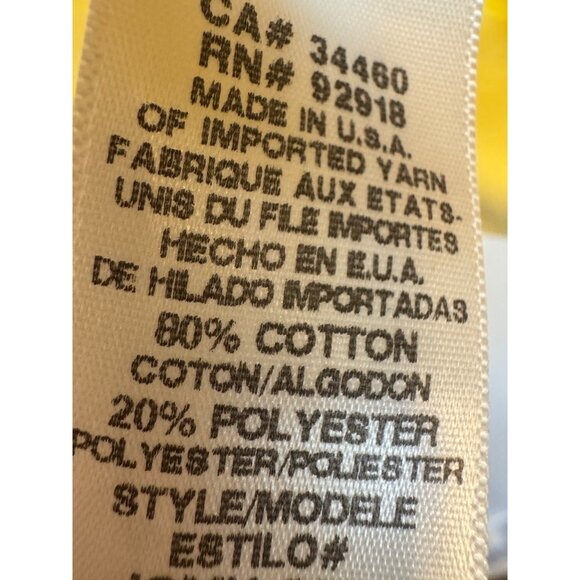 CA# 34460
RN# 92918
MADE IN U.S.A.
OF IMPORTED YARN
FABRIQUE AUX ETATS-
UNIS DU FILE IMPORTES
HECHO EN E.U.A.
DE HILADO IMPORTADAS
80% COTTON
COTON/ALGODON
20% POLYESTER
POLYESTER/POLIESTER
STYLE/MODELE
ESTILO#